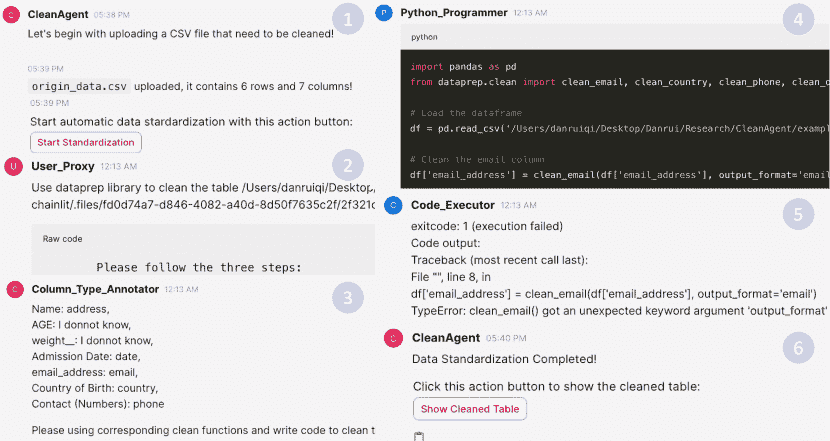 C CleanAgent 05:38 PM 1
Let's begin with uploading a CSV file that need to be cleaned!
05:39 PM
origin_data.csv uploaded, it contains 6 rows and 7 columns!
05:39 PM
Start automatic data stardardization with this action button:
Start Standardization
U User_Proxy 12:13 AM 2
Use dataprep library to clean the table /Users/danruiqi/Desktop/
chainlit/.files/fd0d74a7-d846-4082-a40d-8d50f7635c2f/2f321c
Raw code
Please follow the three steps:
C Column_Type_Annotator 12:13 AM 3
Name: address,
AGE: I donnot know,
weight__: I donnot know,
Admission Date: date,
email_address: email,
Country of Birth: country,
Contact (Numbers): phone
Please using corresponding clean functions and write code to clean t
P Python_Programmer 12:13 AM 4
python
import pandas as pd
from dataprep.clean import clean_email, clean_country, clean_phone, clean_d
# Load the dataframe
df = pd.read_csv('/Users/danruiqi/Desktop/Danrui/Research/CleanAgent/exampl
# Clean the email column
df['email_address'] = clean_email(df['email_address'], output_format='email
C Code_Executor 12:13 AM 5
exitcode: 1 (execution failed)
Code output:
Traceback (most recent call last):
File "", line 8, in
df['email_address'] = clean_email(df['email_address'], output_format='email')
TypeError: clean_email() got an unexpected keyword argument 'output_format'
C CleanAgent 05:40 PM 6
Data Standardization Completed!
Click this action button to show the cleaned table:
Show Cleaned Table